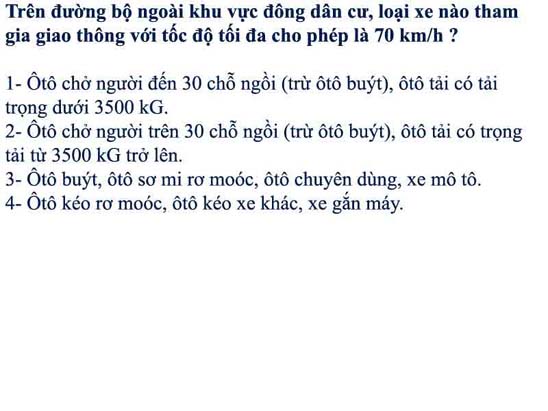 Trên đường bộ ngoài khu vực đông dân cư, loại xe nào tham
gia giao thông với tốc độ tối đa cho phép là 70 km/h ?
1- Ôtô chở người đến 30 chỗ ngồi (trừ ôtô buýt), ôtô tải có tải
trọng dưới 3500 kG.
2- Ôtô chở người trên 30 chỗ ngồi (trừ ôtô buýt), ôtô tải có trọng
tải từ 3500 kG trở lên.
3- Ôtô buýt, ôtô sơ mi rơ moóc, ôtô chuyên dùng, xe mô tô.
4- Ôtô kéo rơ moóc, ôtô kéo xe khác, xe gắn máy.